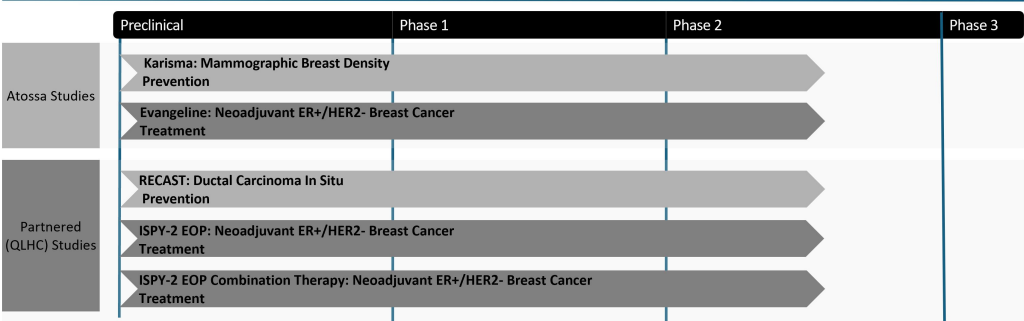 Preclinical Phase 1 Phase 2 Phase 3
Atossa Studies
Karisma: Mammographic Breast Density
Prevention
Evangeline: Neoadjuvant ER+/HER2- Breast Cancer
Treatment
Partnered
(QLHC) Studies
RECAST: Ductal Carcinoma In Situ
Prevention
ISPY-2 EOP: Neoadjuvant ER+/HER2- Breast Cancer
Treatment
ISPY-2 EOP Combination Therapy: Neoadjuvant ER+/HER2- Breast Cancer
Treatment